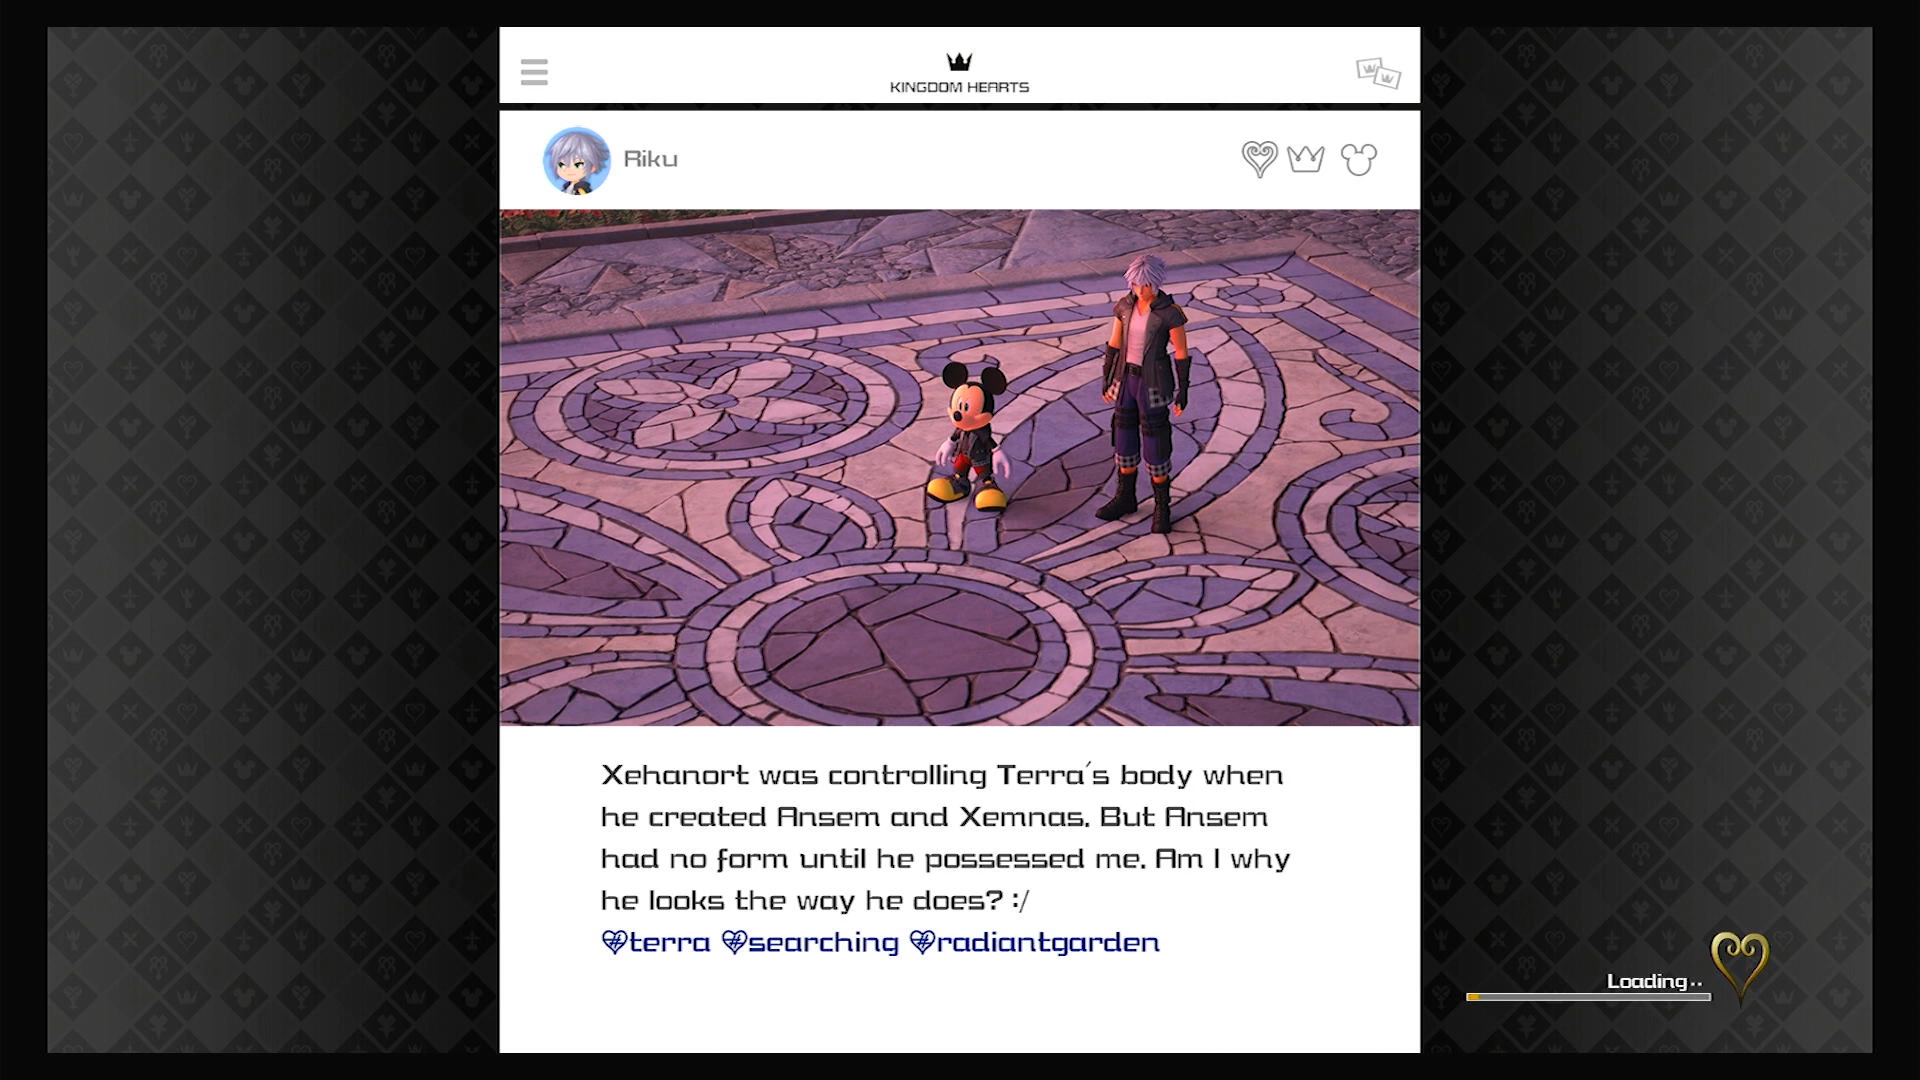 KINGDOM HEARTS
Riku
Xehanort was controlling Terra's body when
he created Ansem and Xemnas. But Ansem
had no form until he possessed me. Am I why
he looks the way he does? :/
#terra #searching #radiantgarden
Loading..